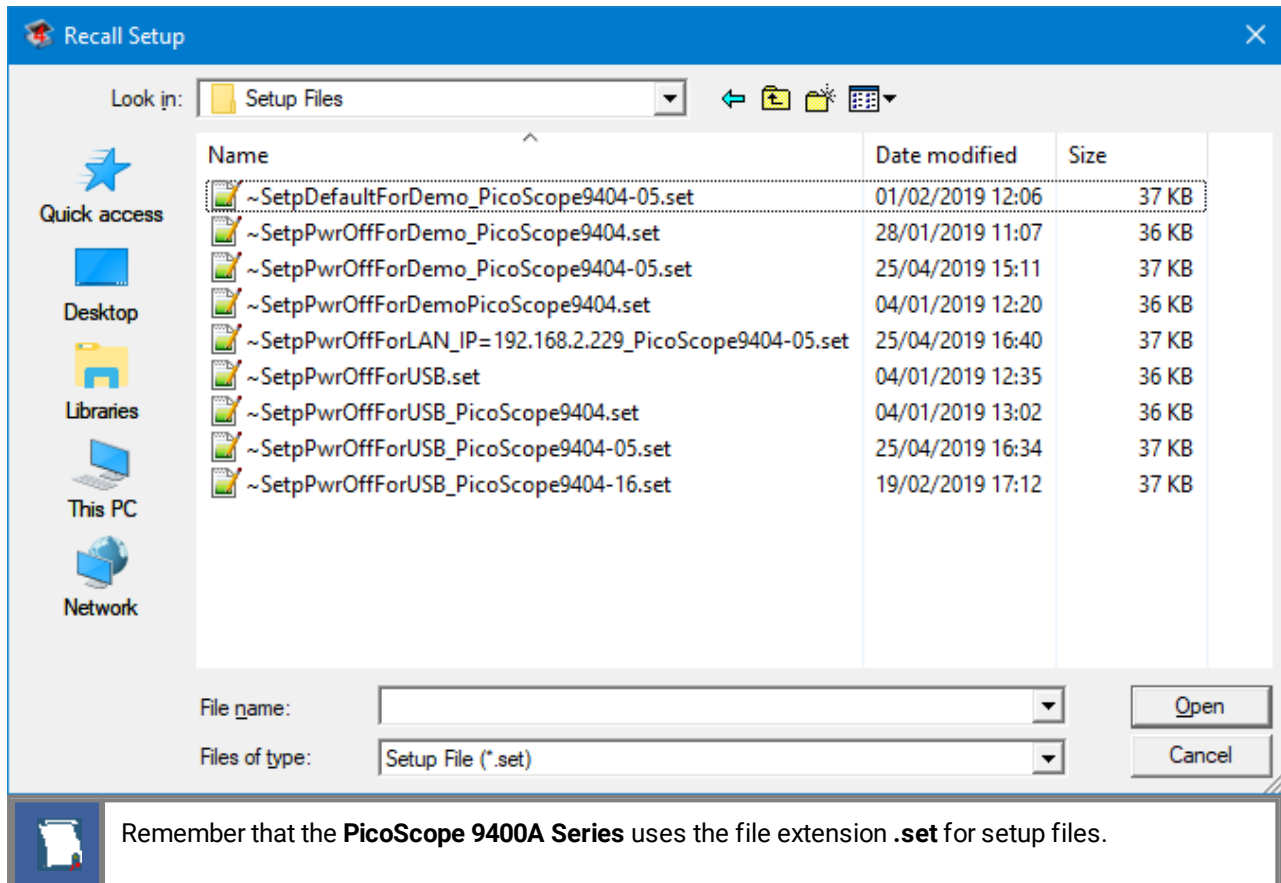 Recall Setup
Look in: Setup Files
Name Date modified Size
~SetpDefaultForDemo_PicoScope9404-05.set 01/02/2019 12:06 37 KB
~SetpPwrOffForDemo_PicoScope9404.set 28/01/2019 11:07 36 KB
~SetpPwrOffForDemo_PicoScope9404-05.set 25/04/2019 15:11 37 KB
~SetpPwrOffForDemoPicoScope9404.set 04/01/2019 12:20 36 KB
~SetpPwrOffForLAN_IP=192.168.2.229_PicoScope9404-05.set 25/04/2019 16:40 37 KB
~SetpPwrOffForUSB.set 04/01/2019 12:35 36 KB
~SetpPwrOffForUSB_PicoScope9404.set 04/01/2019 13:02 36 KB
~SetpPwrOffForUSB_PicoScope9404-05.set 25/04/2019 16:34 37 KB
~SetpPwrOffForUSB_PicoScope9404-16.set 19/02/2019 17:12 37 KB
Quick access
Desktop
Libraries
This PC
Network
File name: Open
Files of type: Setup File (*.set) Cancel
Remember that the PicoScope 9400A Series uses the file extension .set for setup files.